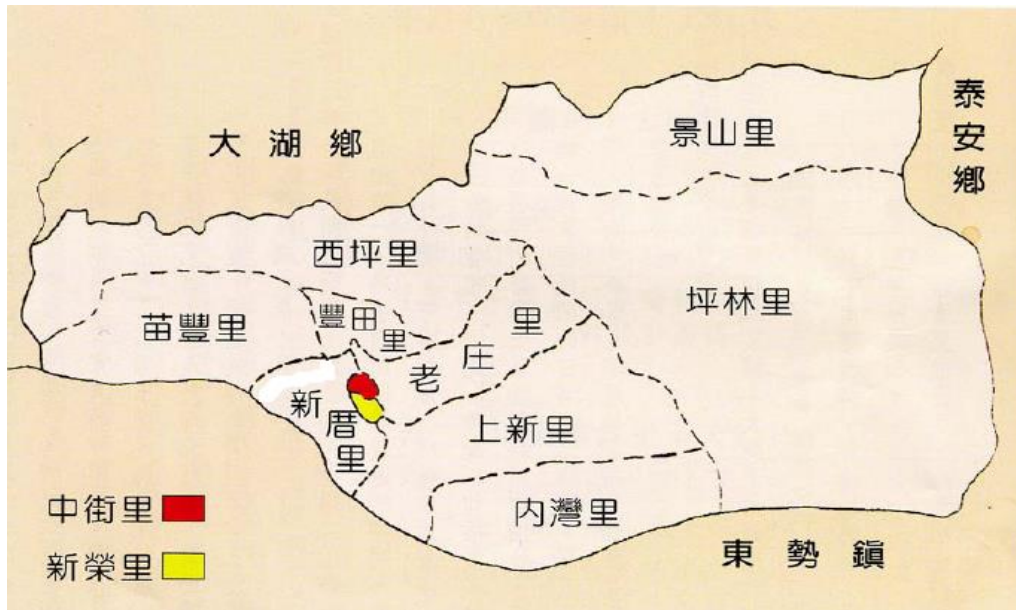 泰安鄉
景山里
大湖鄉
西坪里
坪林里
苗豐里
豐田里
老庄里
新厝里
上新里
中街里
內灣里
新榮里
東勢鎮